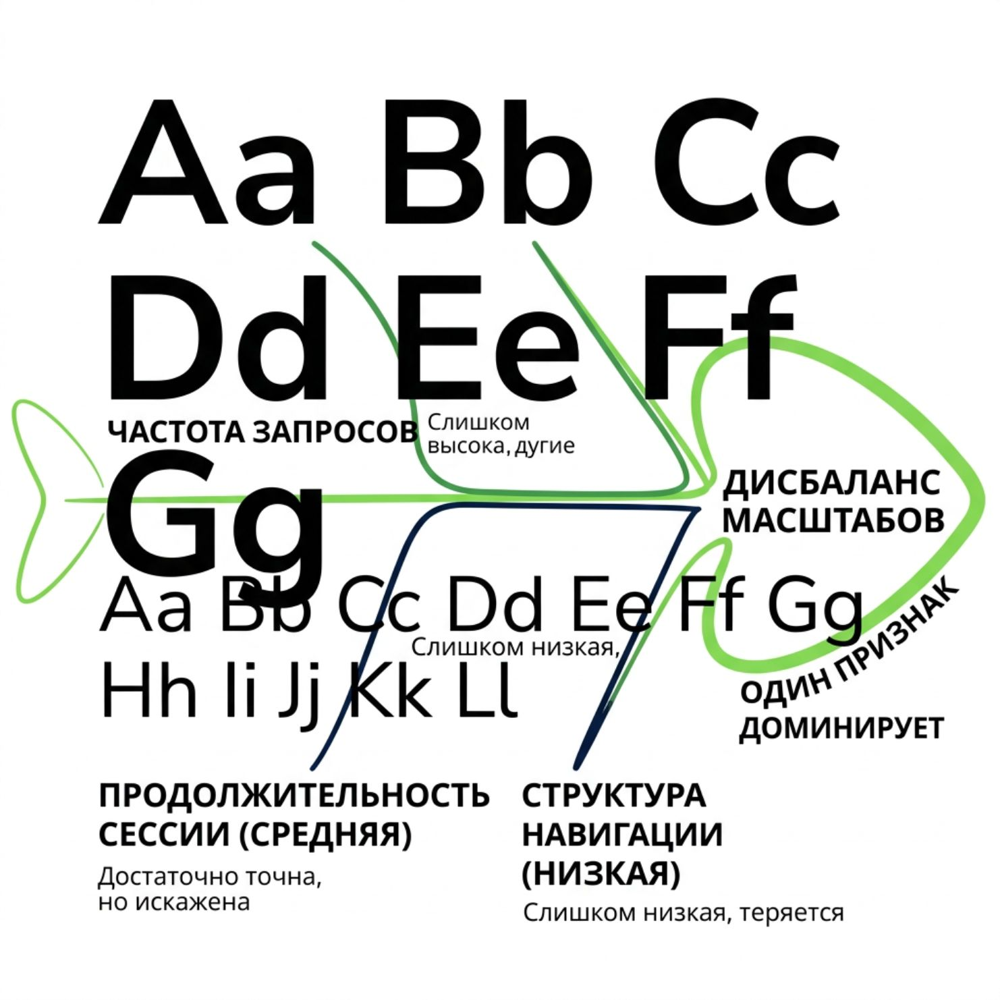 Aa Bb Cc
Dd Ee Ff
ЧАСТОТА ЗАПРОСОВ
Слишком
высока, дугие
Gg
ДИСБАЛАНС
МАСШТАБОВ
Aa Bb Cc Dd Ee Ff Gg
Слишком низкая,
Hh Ii Jj Kk Ll
ОДИН ПРИЗНАК
ДОМИНИРУЕТ
ПРОДОЛЖИТЕЛЬНОСТЬ
СЕССИИ (СРЕДНЯЯ)
Достаточно точна,
но искажена
СТРУКТУРА
НАВИГАЦИИ
(НИЗКАЯ)
Слишком низкая, теряется